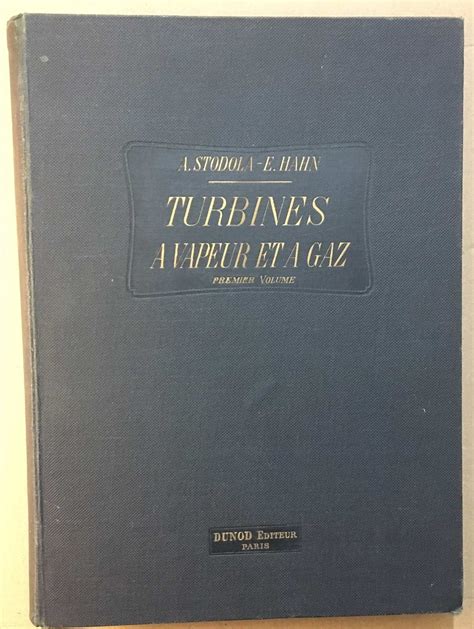 A. STODOLA - E. HAHN
TURBINES
A VAPEUR ET A GAZ
PREMIER VOLUME
DUNOD EDITEUR
PARIS